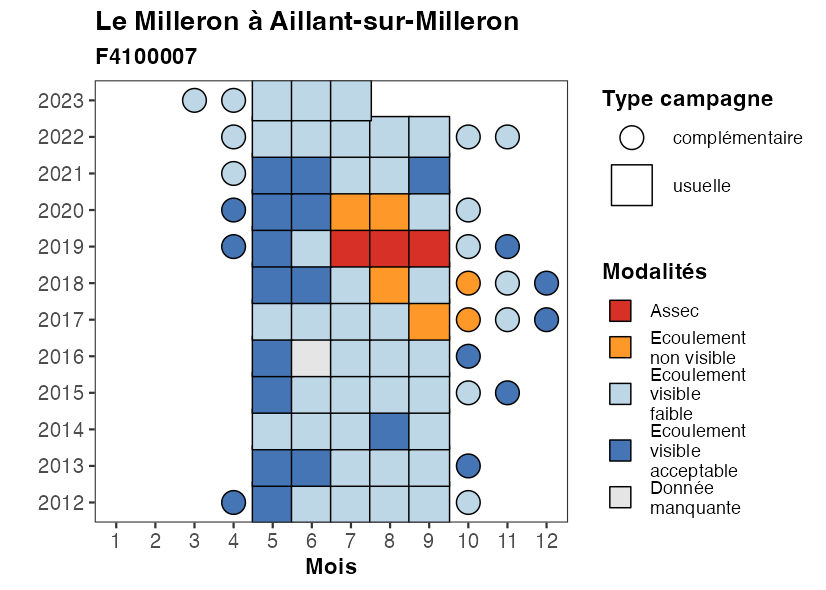 Le Milleron à Aillant-sur-Milleron
F4100007
2023
2022
2021
2020
2019
2018
2017
2016
2015
2014
2013
2012
1 2 3 4 5 6 7 8 9 10 11 12
Mois
Type campagne
complémentaire
usuelle
Modalités
Assec
Ecoulement
non visible
Ecoulement
visible
faible
Ecoulement
visible
acceptable
Donnée
manquante